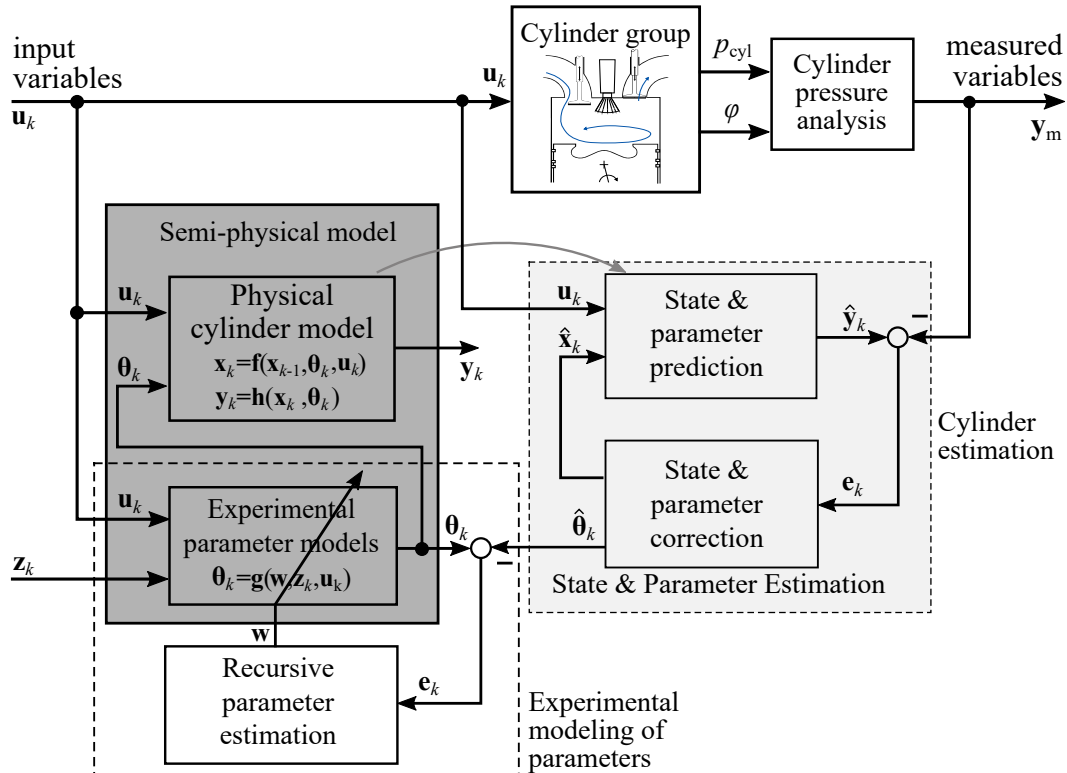 input
variables
u_k
u_k
Cylinder group
p_cyl
φ
Cylinder
pressure
analysis
measured
variables
y_m
Semi-physical model
u_k
θ_k
Physical
cylinder model
x_k=f(x_k-1,θ_k,u_k)
y_k=h(x_k,θ_k)
y_k
u_k
x̂_k
State &
parameter
prediction
ŷ_k
−
Cylinder
estimation
State &
parameter
correction
e_k
θ̂_k
State & Parameter Estimation
u_k
z_k
Experimental
parameter models
θ_k=g(w,z_k,u_k)
θ_k
−
w
Recursive
parameter
estimation
e_k
Experimental
modeling of
parameters